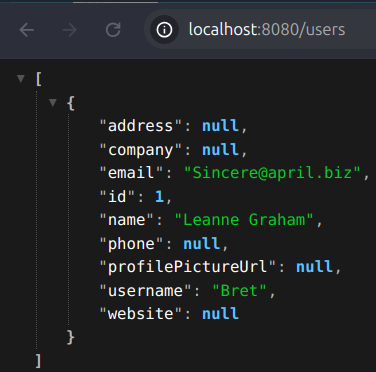 localhost:8080/users
[
{
"address": null,
"company": null,
"email": "Sincere@april.biz",
"id": 1,
"name": "Leanne Graham",
"phone": null,
"profilePictureUrl": null,
"username": "Bret",
"website": null
}
]